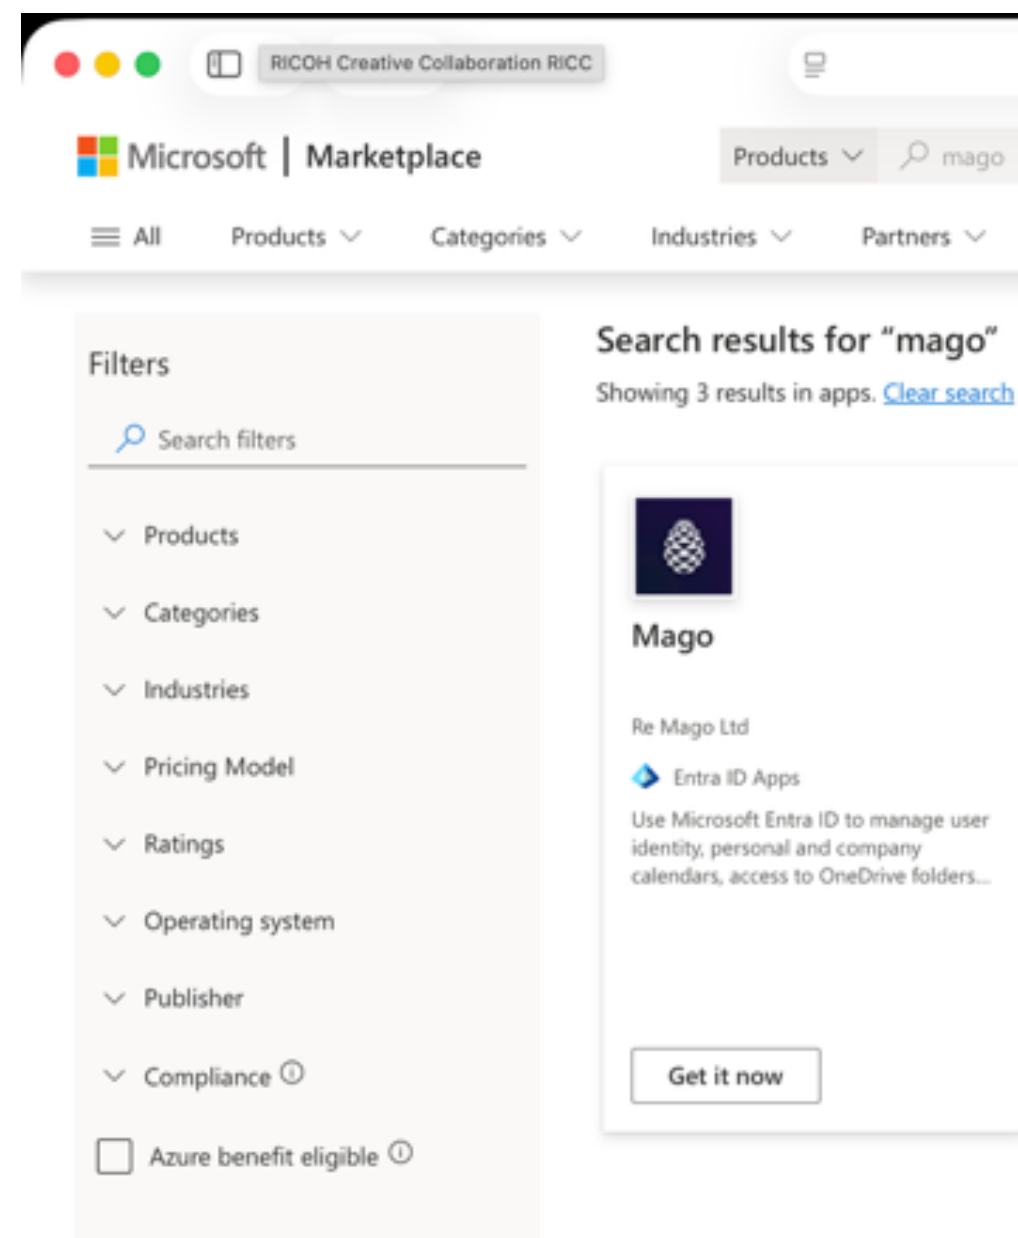 RICOH Creative Collaboration RICC
Microsoft | Marketplace
Products mago
All Products Categories Industries Partners
Filters
Search filters
Products
Categories
Industries
Pricing Model
Ratings
Operating system
Publisher
Compliance
Azure benefit eligible
Search results for “mago”
Showing 3 results in apps. Clear search
Mago
Re Mago Ltd
Entra ID Apps
Use Microsoft Entra ID to manage user
identity, personal and company
calendars, access to OneDrive folders...
Get it now